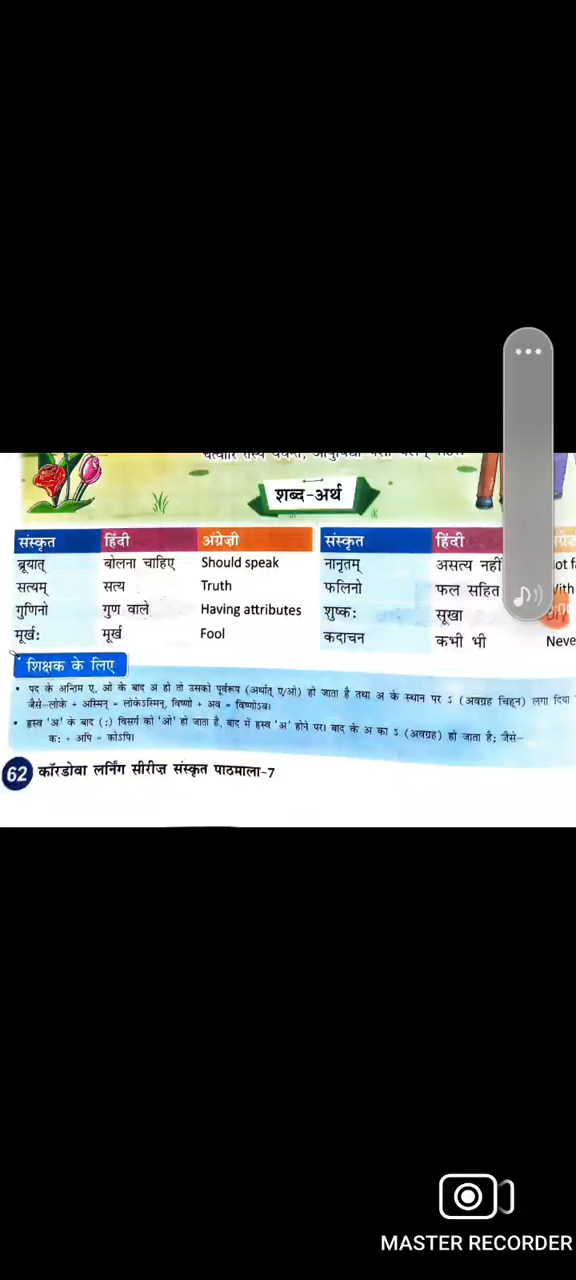 शब्द-अर्थ
संस्कृत हिंदी अंग्रेज़ी संस्कृत हिंदी
ब्रूयात् बोलना चाहिए Should speak नानृतम् असत्य नहीं
सत्यम् सत्य Truth फलिनो फल सहित
गुणिनो गुण वाले Having attributes शुष्कः सूखा
मूर्खः मूर्ख Fool कदाचन कभी भी Neve
शिक्षक के लिए
• पद के अन्तिम ए, ओ के बाद अ हो तो उसको पूर्वरूप (अर्थात् ए/ओ) हो जाता है तथा अ के स्थान पर ऽ (अवग्रह चिह्न) लगा दिया
जैसे–लोके + अस्मिन् = लोकेऽस्मिन्, विष्णो + अव = विष्णोऽव।
• ह्रस्व 'अ' के बाद (:) विसर्ग को 'ओ' हो जाता है, बाद में ह्रस्व 'अ' होने पर। बाद के अ का ऽ (अवग्रह) हो जाता है; जैसे–
कः + अपि = कोऽपि।
62 कॉरडोवा लर्निंग सीरीज़ संस्कृत पाठमाला-7
MASTER RECORDER